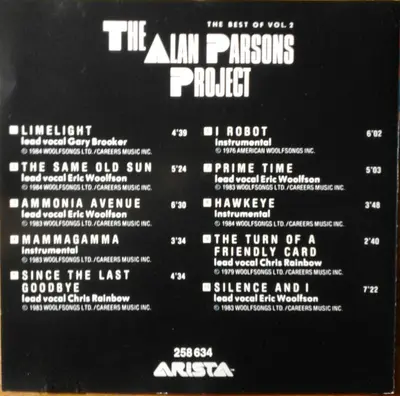 THE BEST OF VOL. 2
THE ALAN PARSONS
PROJECT
LIMELIGHT 4'39
lead vocal Gary Brooker
© 1984 WOOLFSONGS LTD./CAREERS MUSIC INC.
THE SAME OLD SUN 5'24
lead vocal Eric Woolfson
© 1984 WOOLFSONGS LTD./CAREERS MUSIC INC.
AMMONIA AVENUE 6'30
lead vocal Eric Woolfson
© 1983 WOOLFSONGS LTD./CAREERS MUSIC INC.
MAMMAGAMMA 3'34
instrumental
© 1983 WOOLFSONGS LTD./CAREERS MUSIC INC.
SINCE THE LAST
GOODBYE 4'34
lead vocal Chris Rainbow
© 1983 WOOLFSONGS LTD./CAREERS MUSIC INC.
I ROBOT 6'02
instrumental
© 1976 AMERICAN WOOLFSONGS INC.
PRIME TIME 5'03
lead vocal Eric Woolfson
© 1983 WOOLFSONGS LTD./CAREERS MUSIC INC.
HAWKEYE 3'48
instrumental
© 1984 WOOLFSONGS LTD./CAREERS MUSIC INC.
THE TURN OF A 2'40
FRIENDLY CARD
lead vocal Chris Rainbow
© 1979 WOOLFSONGS LTD./CAREERS MUSIC INC.
SILENCE AND I 7'22
lead vocal Eric Woolfson
© 1983 WOOLFSONGS LTD./CAREERS MUSIC INC.
258 634
ARISTA